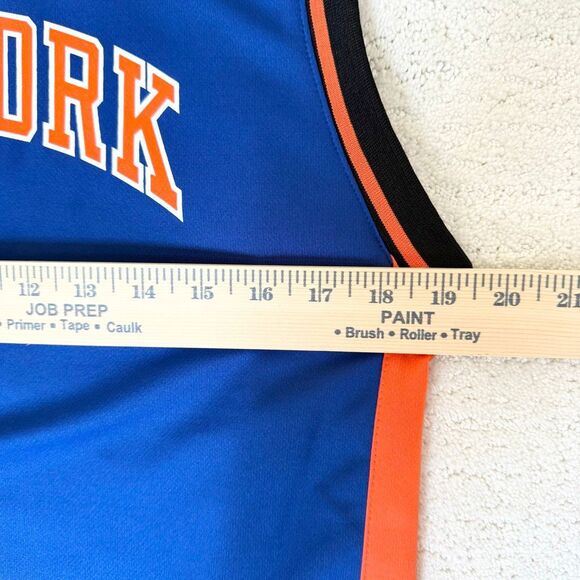 ORK
12 13 14 15 16 17 18 19 20 21
JOB PREP PAINT
• Primer • Tape • Caulk • Brush • Roller • Tray